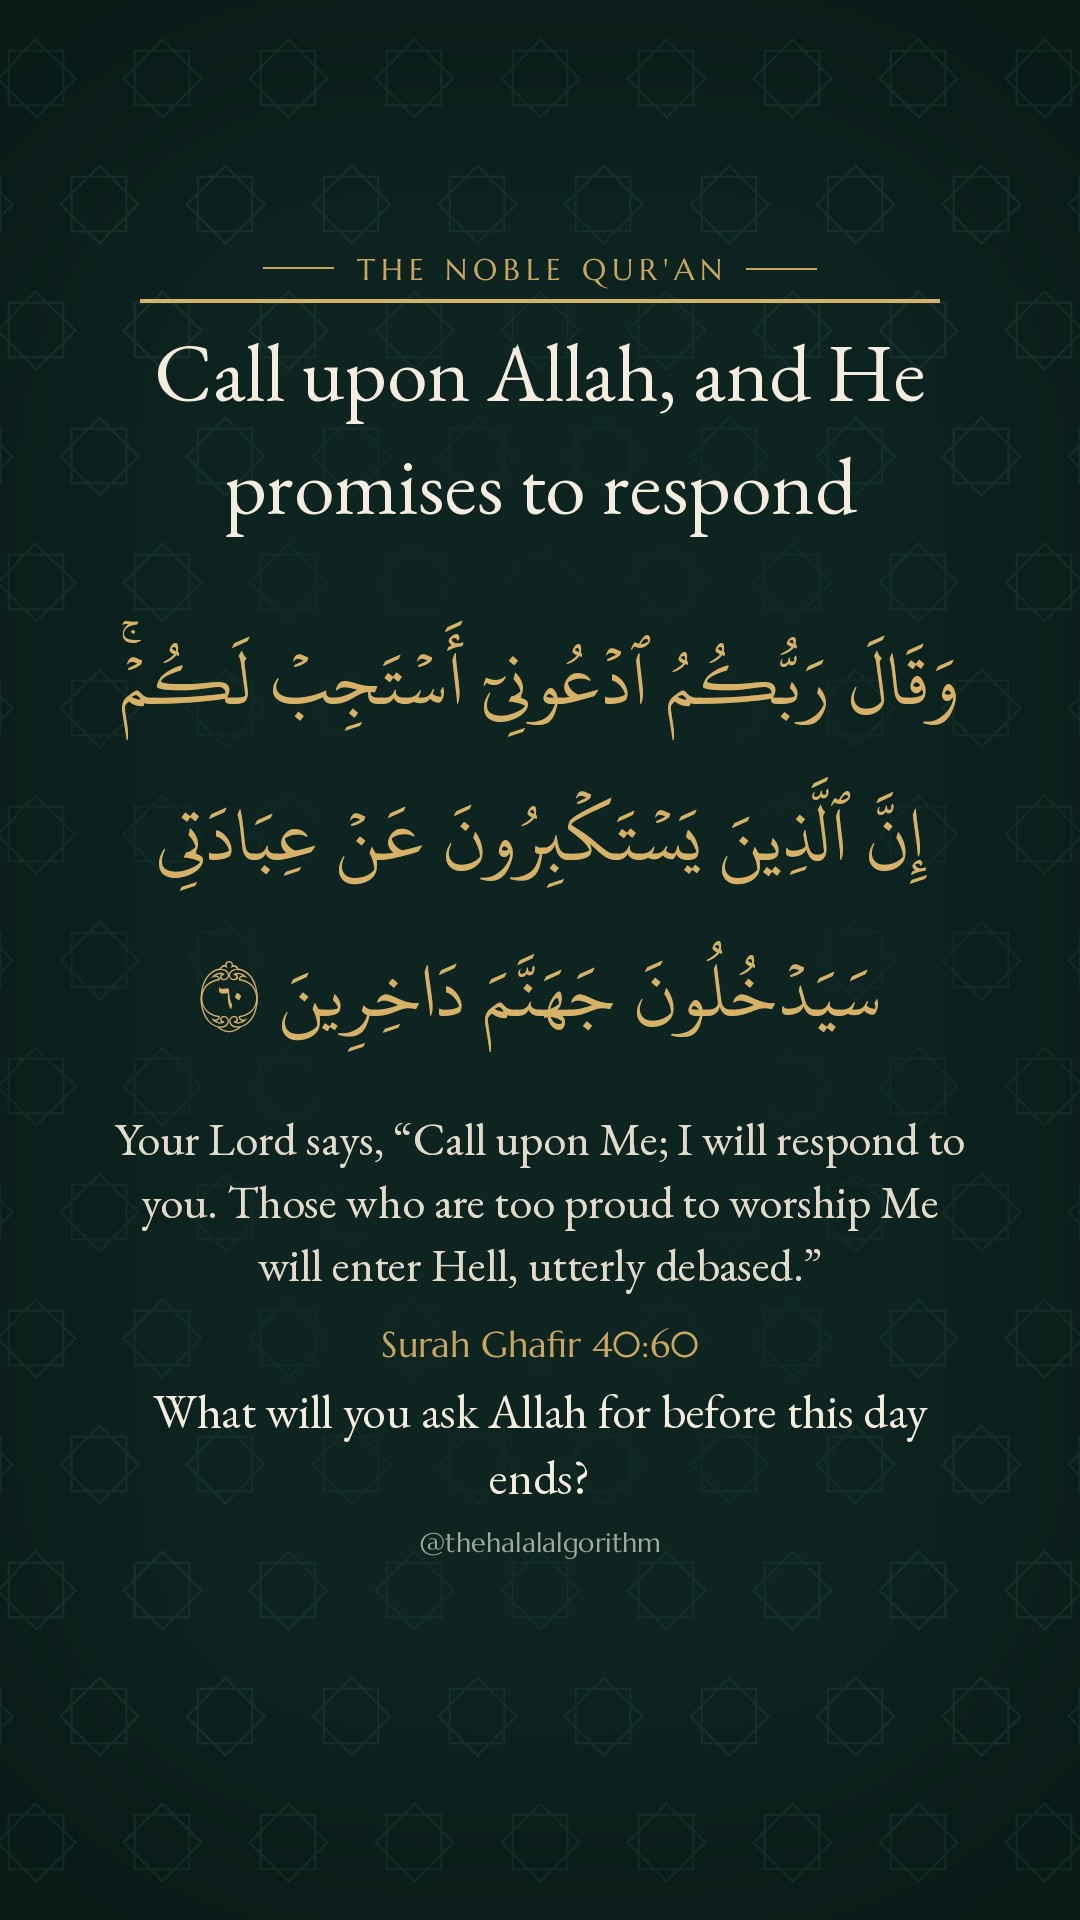 THE NOBLE QUR'AN
Call upon Allah, and He
promises to respond
وَقَالَ رَبُّكُمُ ٱدْعُونِىٓ أَسْتَجِبْ لَكُمْ ۚ
إِنَّ ٱلَّذِينَ يَسْتَكْبِرُونَ عَنْ عِبَادَتِى
سَيَدْخُلُونَ جَهَنَّمَ دَاخِرِينَ ٦٠
Your Lord says, “Call upon Me; I will respond to
you. Those who are too proud to worship Me
will enter Hell, utterly debased.”
Surah Ghafir 40:60
What will you ask Allah for before this day
ends?
@thehalalalgorithm